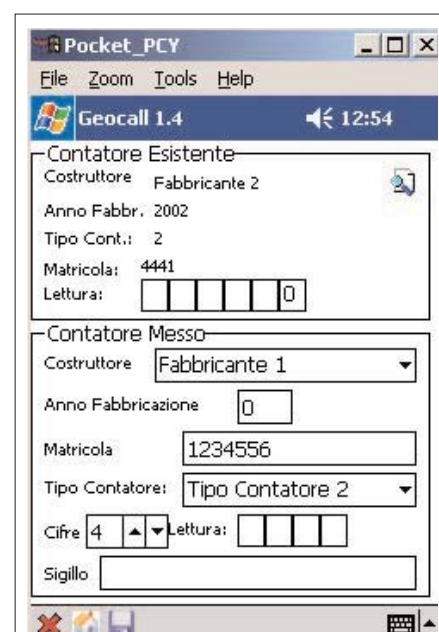 Pocket_PCY
File Zoom Tools Help
Geocall 1.4 12:54
Contatore Esistente
Costruttore Fabbricante 2
Anno Fabbr. 2002
Tipo Cont.: 2
Matricola: 4441
Lettura: 0
Contatore Messo
Costruttore Fabbricante 1
Anno Fabbricazione 0
Matricola 1234556
Tipo Contatore: Tipo Contatore 2
Cifre 4 Lettura:
Sigillo